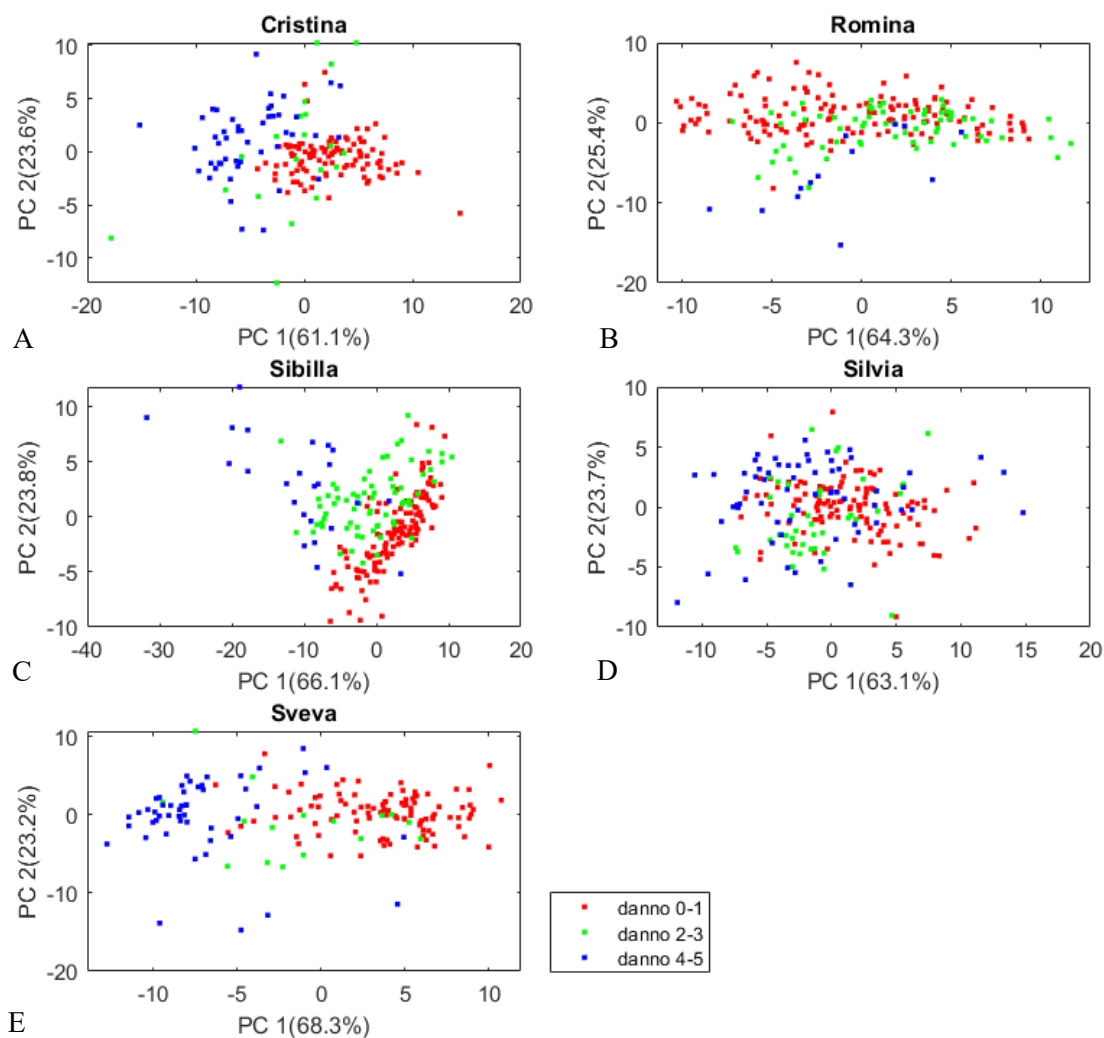 Cristina
10
5
0
-5
-10
-20
-10
0
10
20
PC 2(23.6%)
PC 1(61.1%)
A
Romina
10
0
-10
-20
-10
-5
0
5
10
PC 2(25.4%)
PC 1(64.3%)
B
Sibilla
10
5
0
-5
-10
-40
-30
-20
-10
0
10
20
PC 2(23.8%)
PC 1(66.1%)
C
Silvia
10
5
0
-5
-10
-10
-5
0
5
10
15
20
PC 2(23.7%)
PC 1(63.1%)
D
Sveva
10
0
-10
-20
-10
-5
0
5
10
PC 2(23.2%)
PC 1(68.3%)
E
danno 0-1
danno 2-3
danno 4-5